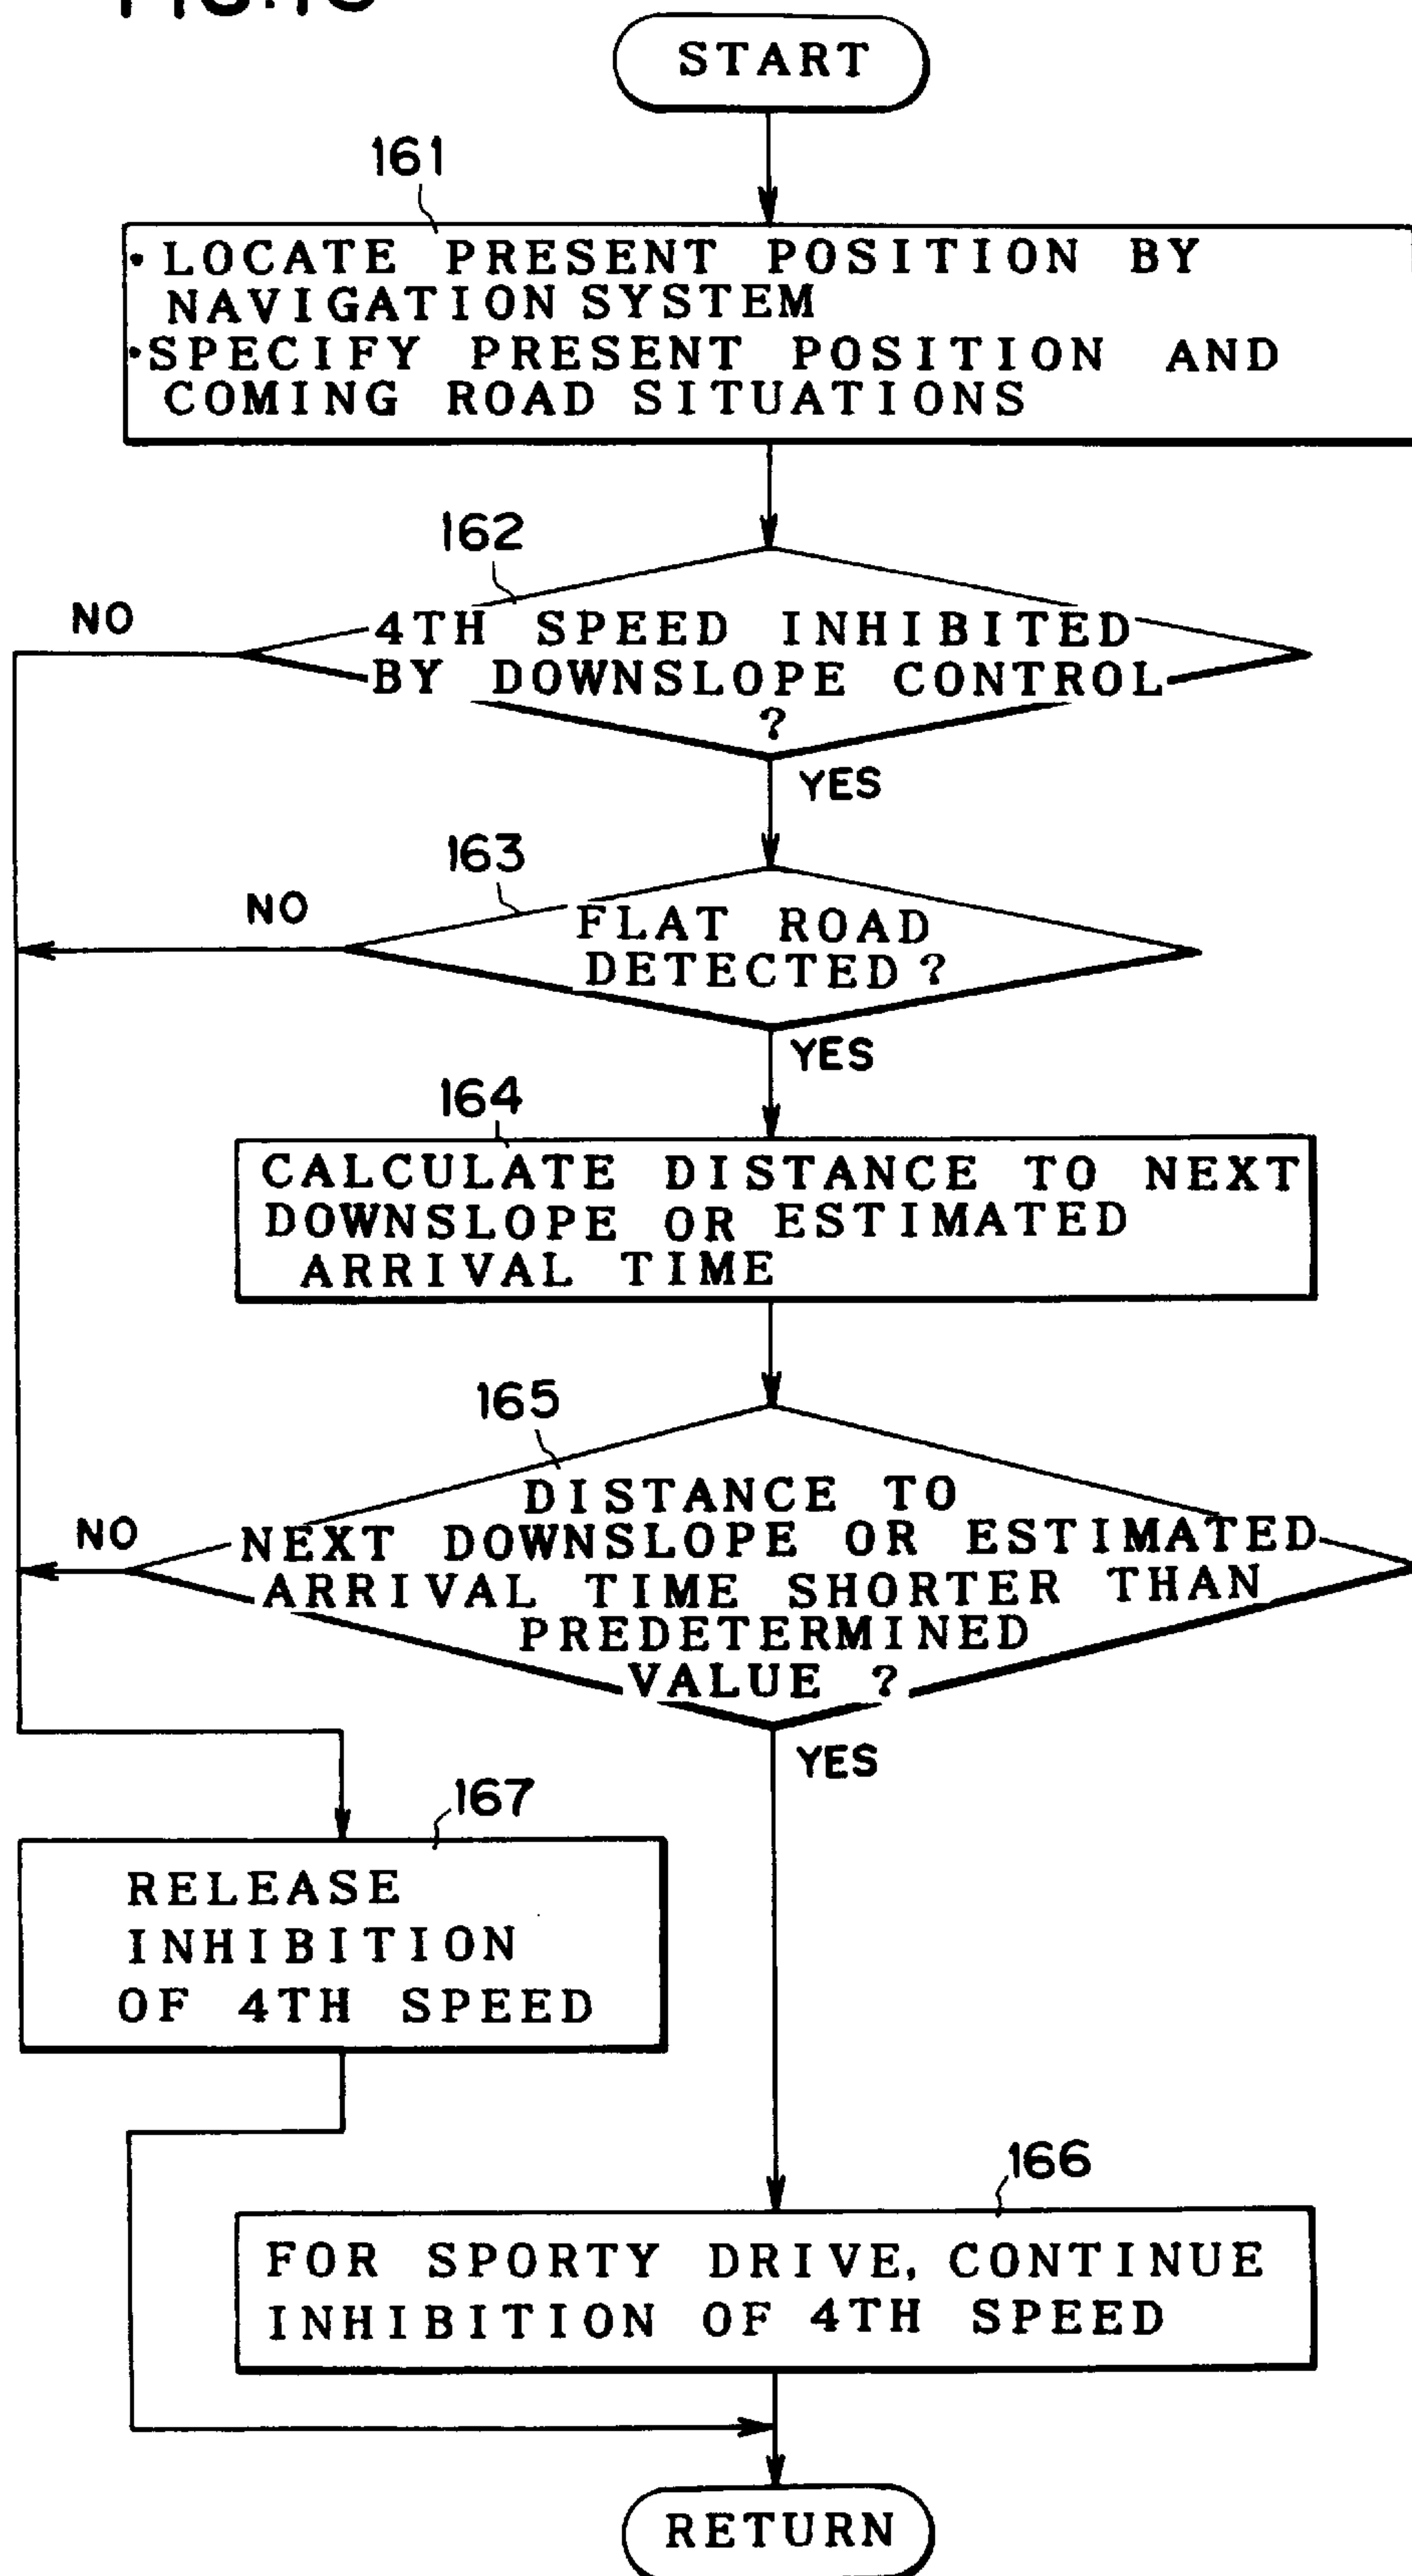 START
161
• LOCATE PRESENT POSITION BY
NAVIGATION SYSTEM
• SPECIFY PRESENT POSITION AND
COMING ROAD SITUATIONS
162
NO
4TH SPEED INHIBITED
BY DOWNSLOPE CONTROL
?
YES
163
NO
FLAT ROAD
DETECTED ?
YES
164
CALCULATE DISTANCE TO NEXT
DOWNSLOPE OR ESTIMATED
ARRIVAL TIME
165
NO
DISTANCE TO
NEXT DOWNSLOPE OR ESTIMATED
ARRIVAL TIME SHORTER THAN
PREDETERMINED
VALUE ?
YES
167
RELEASE
INHIBITION
OF 4TH SPEED
166
FOR SPORTY DRIVE, CONTINUE
INHIBITION OF 4TH SPEED
RETURN